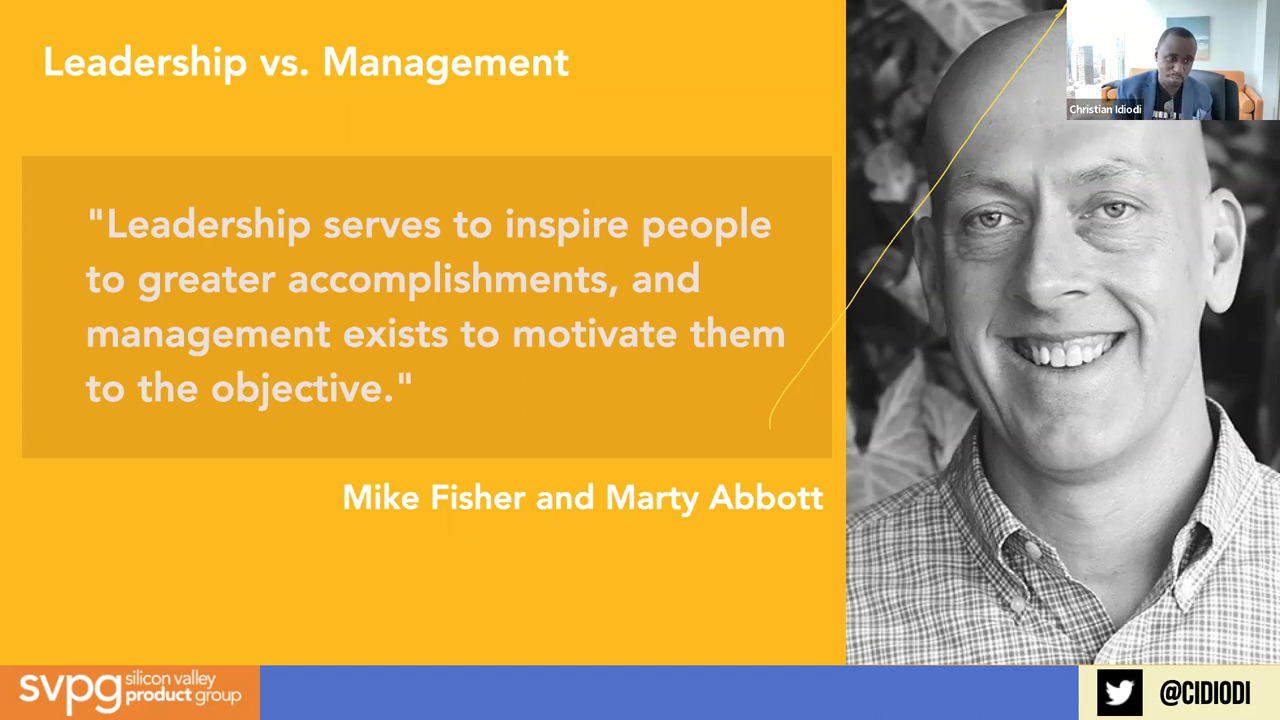 Leadership vs. Management
Christian Idiodi
"Leadership serves to inspire people
to greater accomplishments, and
management exists to motivate them
to the objective."
Mike Fisher and Marty Abbott
svpg silicon valley
product group
@CIDIODI